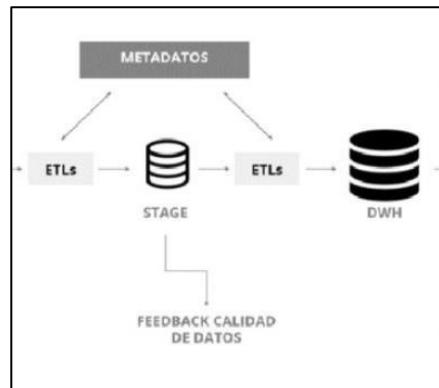 METADATOS
ETLs
ETLs
STAGE
DWH
FEEDBACK CALIDAD
DE DATOS